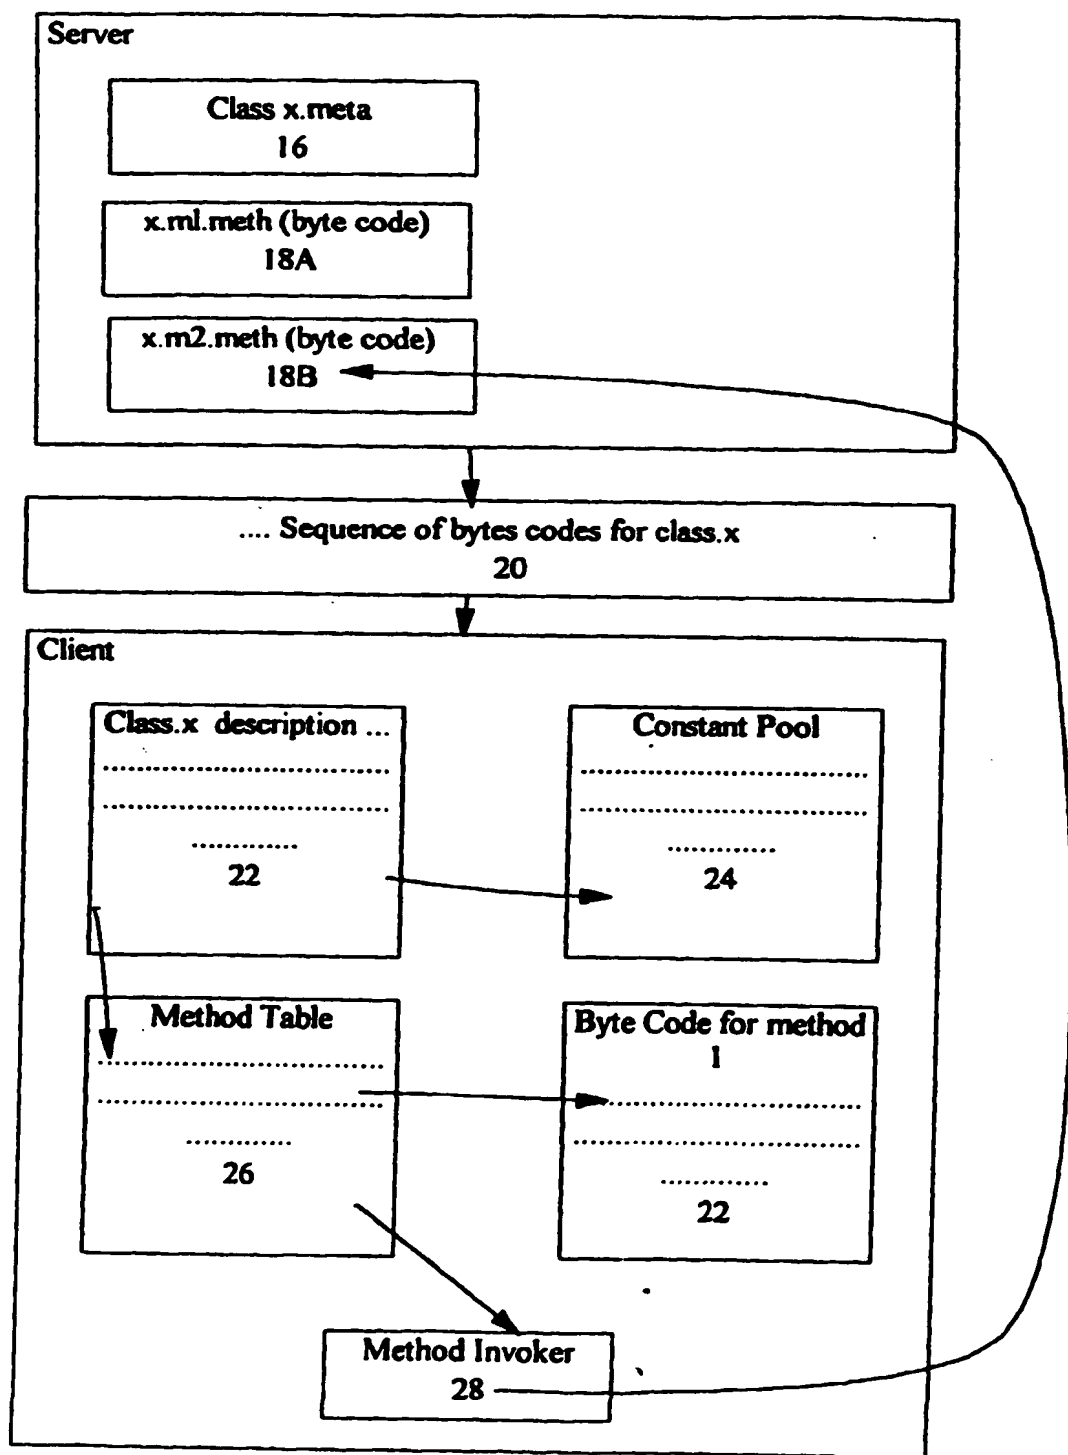 Server
Class x.meta
16
x.ml.meth (byte code)
18A
x.m2.meth (byte code)
18B
.... Sequence of bytes codes for class.x
20
Client
Class.x description ...
22
Constant Pool
24
Method Table
26
Byte Code for method
1
22
Method Invoker
28